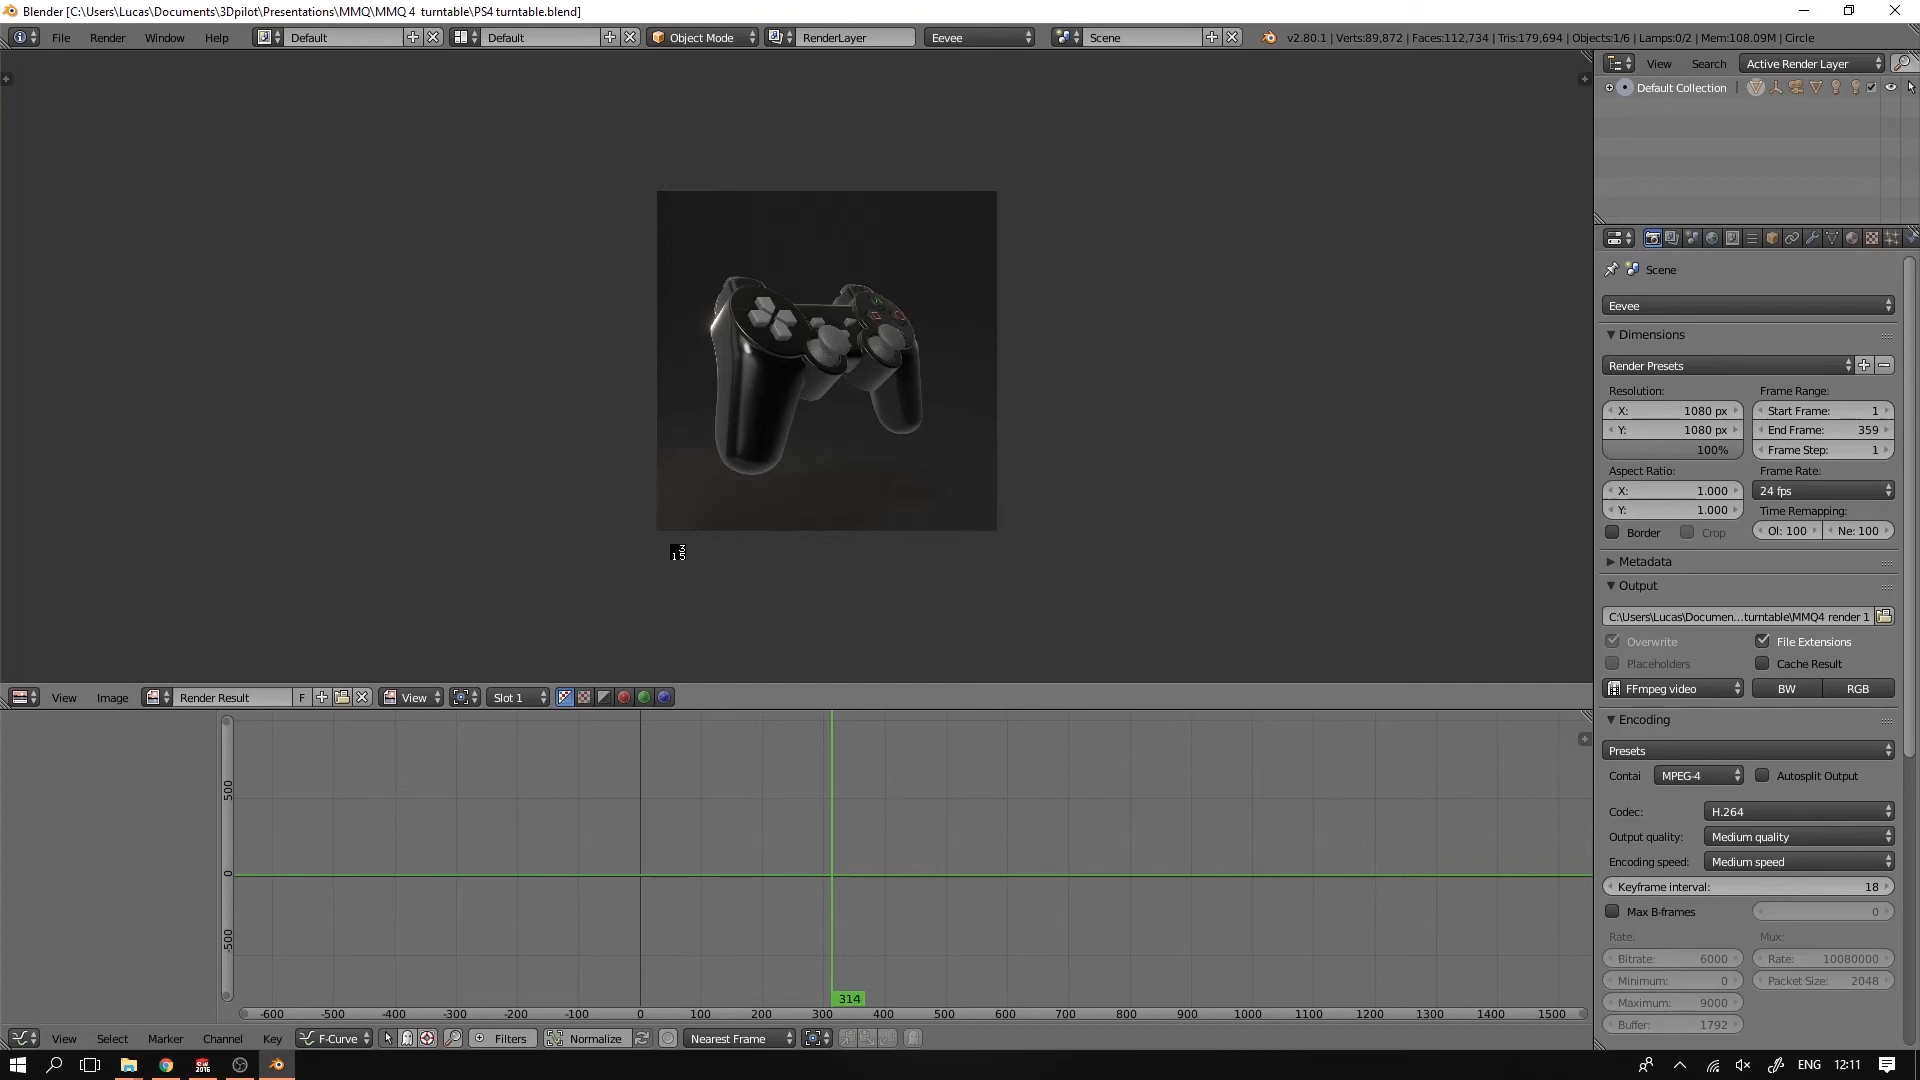 Blender [C:\Users\Lucas\Documents\3Dpilot\Presentations\MMQ\MMQ 4  turntable\PS4 turntable.blend]
File Render Window Help Default Default Object Mode RenderLayer Eevee Scene v2.80.1 | Verts:89,872 | Faces:112,734 | Tris:179,694 | Objects:1/6 | Lamps:0/2 | Mem:108.09M | Circle
View Search Active Render Layer
Default Collection
Scene
Eevee
Dimensions
Render Presets
Resolution: Frame Range:
X: 1080 px Start Frame: 1
Y: 1080 px End Frame: 359
100% Frame Step: 1
Aspect Ratio: Frame Rate:
X: 1.000 24 fps
Y: 1.000 Time Remapping:
Border Crop Ol: 100 Ne: 100
Metadata
Output
C:\Users\Lucas\Documen...turntable\MMQ4 render 1
Overwrite File Extensions
Placeholders Cache Result
FFmpeg video BW RGB
View Image Render Result F View Slot 1
Encoding
Presets
Contai MPEG-4 Autosplit Output
Codec: H.264
Output quality: Medium quality
Encoding speed: Medium speed
Keyframe interval: 18
Max B-frames 0
Rate: Mux:
Bitrate: 6000 Rate: 10080000
Minimum: 0 Packet Size: 2048
Maximum: 9000
Buffer: 1792
500
0
-500
314
-600 -500 -400 -300 -200 -100 0 100 200 300 400 500 600 700 800 900 1000 1100 1200 1300 1400 1500
View Select Marker Channel Key F-Curve Filters Normalize Nearest Frame
ENG 12:11